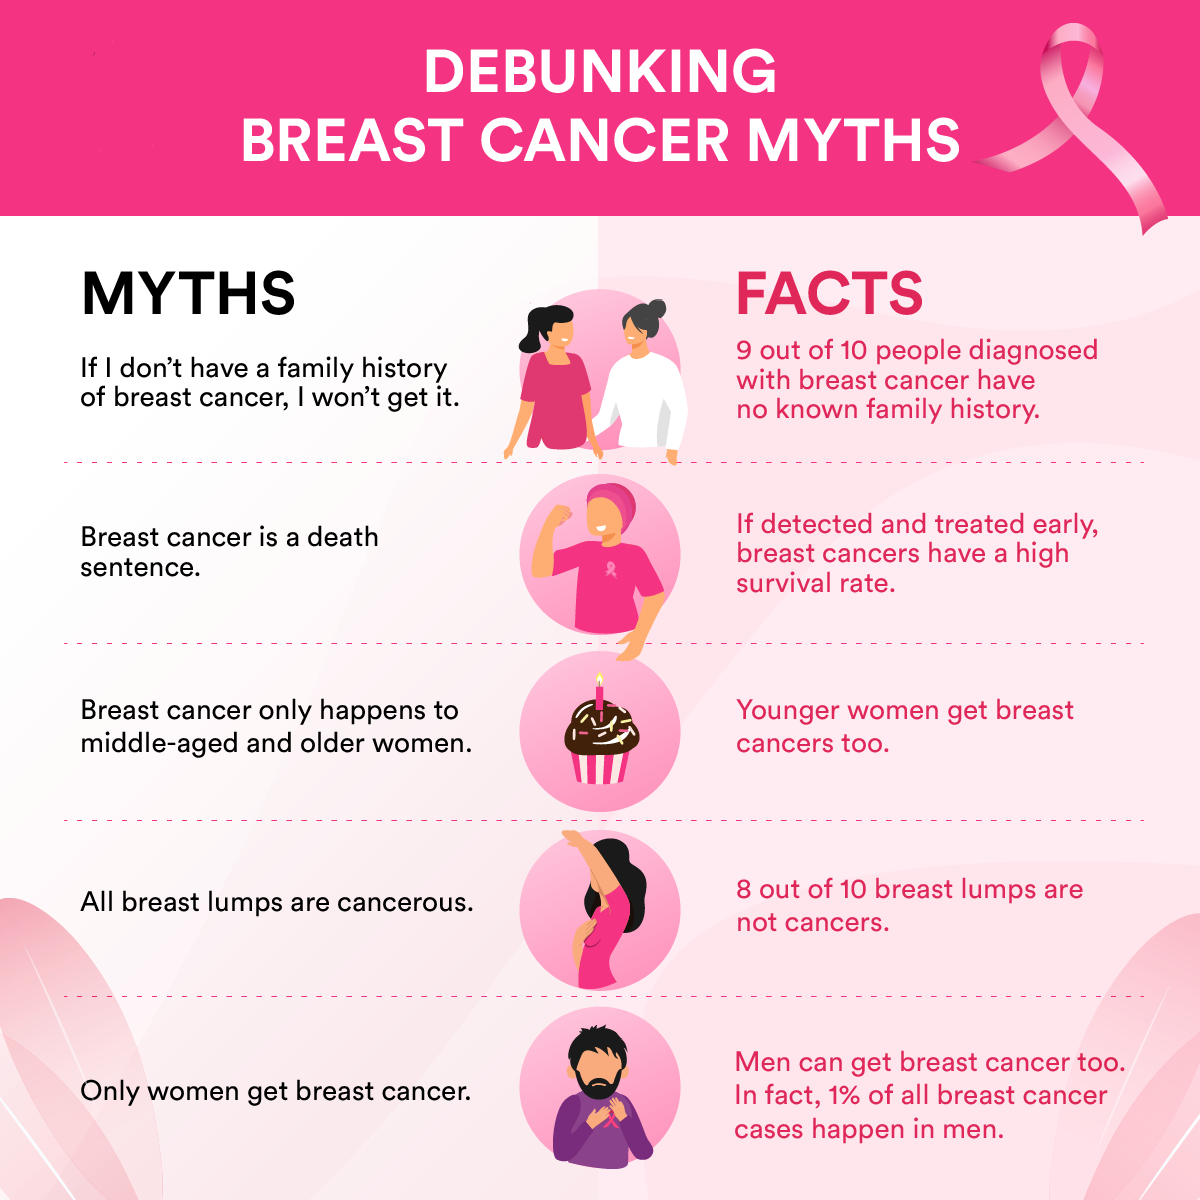 DEBUNKING
BREAST CANCER MYTHS
MYTHS
FACTS
If I don’t have a family history
of breast cancer, I won’t get it.
9 out of 10 people diagnosed
with breast cancer have
no known family history.
Breast cancer is a death
sentence.
If detected and treated early,
breast cancers have a high
survival rate.
Breast cancer only happens to
middle-aged and older women.
Younger women get breast
cancers too.
All breast lumps are cancerous.
8 out of 10 breast lumps are
not cancers.
Only women get breast cancer.
Men can get breast cancer too.
In fact, 1% of all breast cancer
cases happen in men.